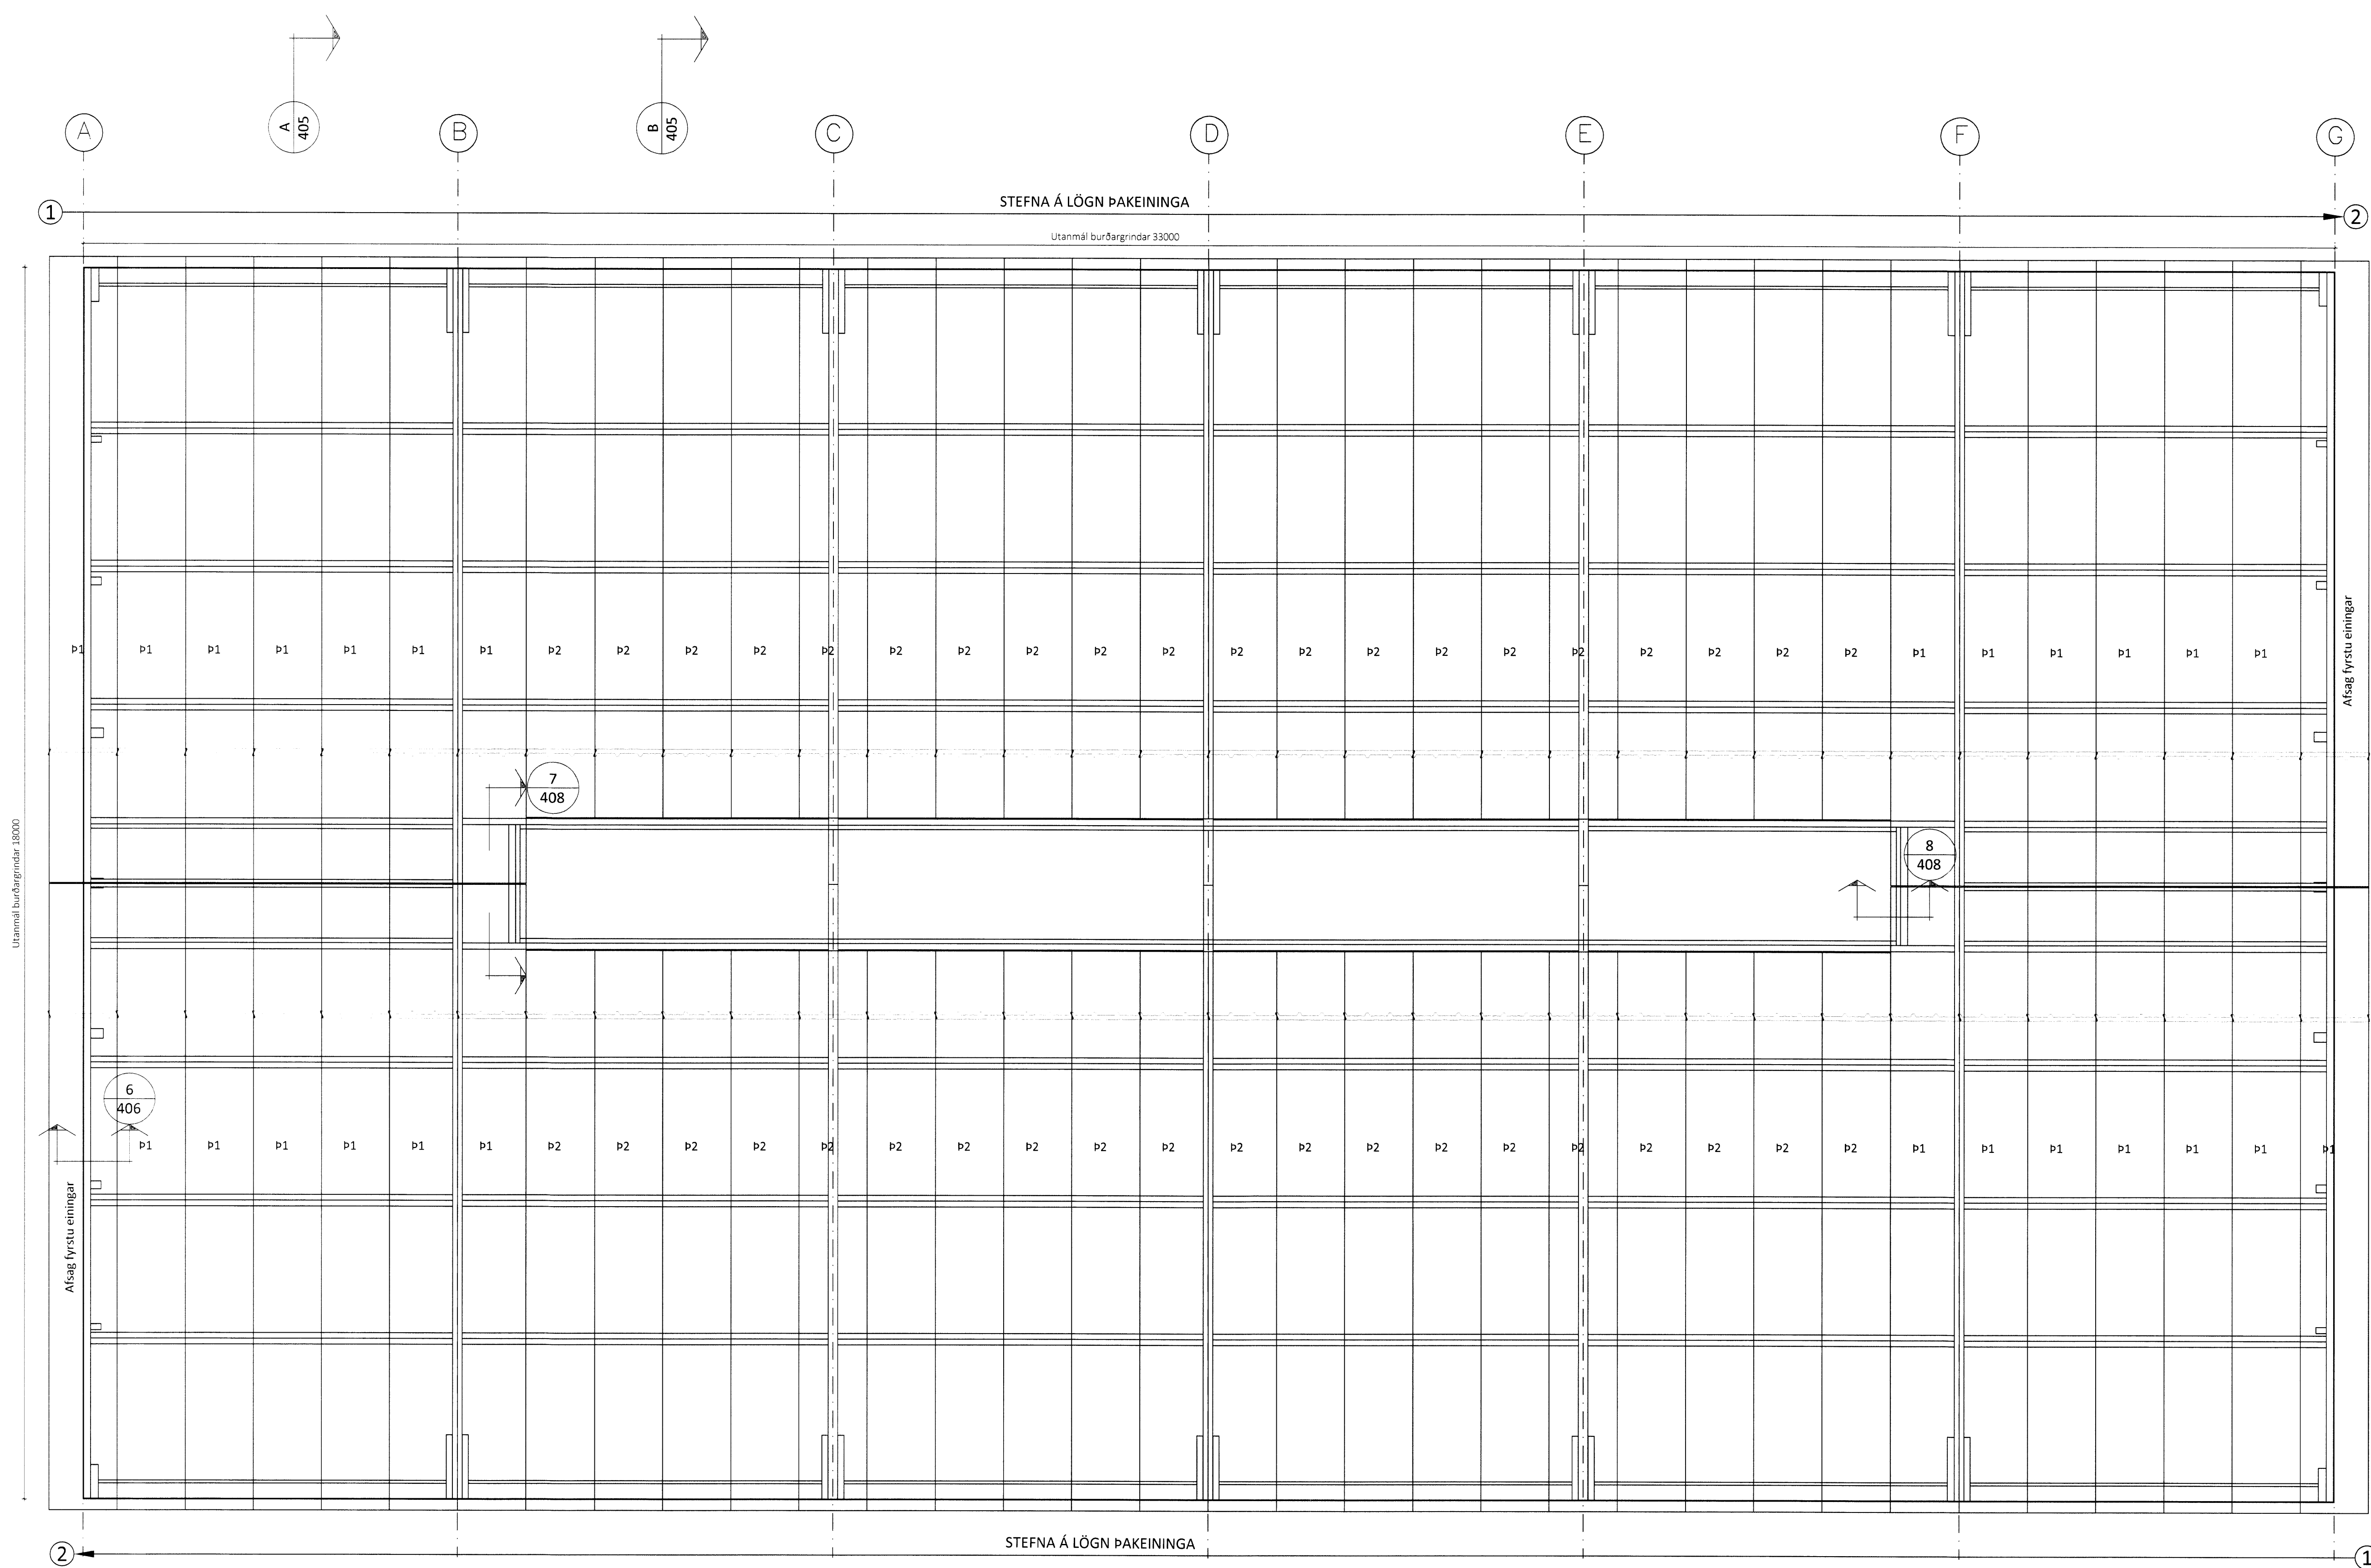 A
405
B
405
A
B
C
D
E
F
G
1
STEFNA Á LÖGN ÞAKEININGA
2
Utanmál burðargrindar 33000
Þ1 Þ1 Þ1 Þ1 Þ1 Þ1 Þ1 Þ2 Þ2 Þ2 Þ2 Þ2 Þ2 Þ2 Þ2 Þ2 Þ2 Þ2 Þ2 Þ2 Þ2 Þ2 Þ2 Þ2 Þ2 Þ2 Þ2 Þ1 Þ1 Þ1 Þ1 Þ1 Þ1
Afsag fyrstu einingar
7
408
8
408
Utanmál burðargrindar 18000
6
406
Þ1 Þ1 Þ1 Þ1 Þ1 Þ1 Þ2 Þ2 Þ2 Þ2 Þ2 Þ2 Þ2 Þ2 Þ2 Þ2 Þ2 Þ2 Þ2 Þ2 Þ2 Þ2 Þ2 Þ2 Þ2 Þ2 Þ1 Þ1 Þ1 Þ1 Þ1 Þ1 Þ1
Afsag fyrstu einingar
2
STEFNA Á LÖGN ÞAKEININGA
1